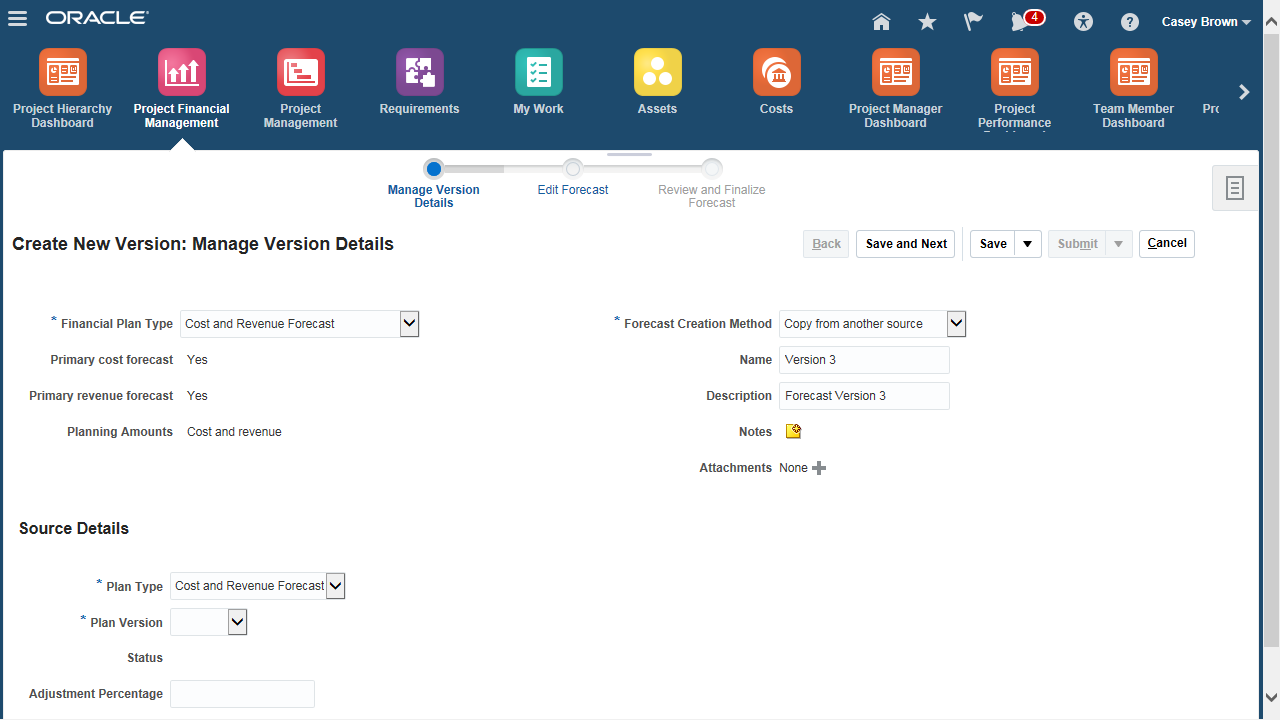 ORACLE
4
Casey Brown
Project Hierarchy
Dashboard
Project Financial
Management
Project
Management
Requirements
My Work
Assets
Costs
Project Manager
Dashboard
Project
Performance
Team Member
Dashboard
Manage Version
Details
Edit Forecast
Review and Finalize
Forecast
Create New Version: Manage Version Details
Back
Save and Next
Save
Submit
Cancel
* Financial Plan Type Cost and Revenue Forecast
Primary cost forecast Yes
Primary revenue forecast Yes
Planning Amounts Cost and revenue
* Forecast Creation Method Copy from another source
Name Version 3
Description Forecast Version 3
Notes
Attachments None
Source Details
* Plan Type Cost and Revenue Forecast
* Plan Version
Status
Adjustment Percentage